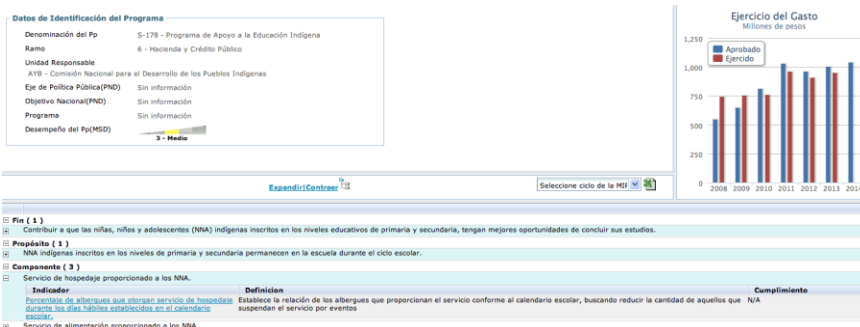 Datos de Identificación del Programa
Denominación del Pp S-178 - Programa de Apoyo a la Educación Indígena
Ramo 6 - Hacienda y Crédito Público
Unidad Responsable
AYB - Comisión Nacional para el Desarrollo de los Pueblos Indígenas
Eje de Política Pública(PND) Sin información
Objetivo Nacional(PND) Sin información
Programa Sin información
Desempeño del Pp(MSD)
3 - Medio
Ejercicio del Gasto
Millones de pesos
1,250
1,000
750
500
250
0
Aprobado
Ejercido
2008 2009 2010 2011 2012 2013 2014
Expandir|Contraer
Seleccione ciclo de la MIR
Fin ( 1 )
Contribuir a que las niñas, niños y adolescentes (NNA) indígenas inscritos en los niveles educativos de primaria y secundaria, tengan mejores oportunidades de concluir sus estudios.
Propósito ( 1 )
NNA indígenas inscritos en los niveles de primaria y secundaria permanecen en la escuela durante el ciclo escolar.
Componente ( 3 )
Servicio de hospedaje proporcionado a los NNA.
Indicador Definicion Cumplimiento
Porcentaje de albergues que otorgan servicio de hospedaje Establece la relación de los albergues que proporcionan el servicio conforme al calendario escolar, buscando reducir la cantidad de aquellos que N/A
durante los días hábiles establecidos en el calendario suspendan el servicio por eventos
escolar.
Servicio de alimentación proporcionado a los NNA